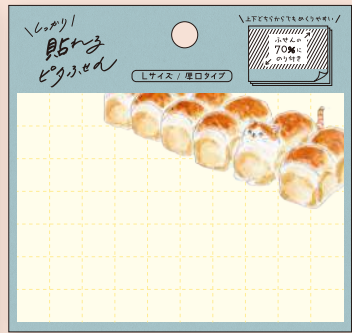 しっかり
貼れる
ピタふせん
Lサイズ / 厚口タイプ
上下どちらからでもめくりやすい
ふせんの
70%に
のり付き